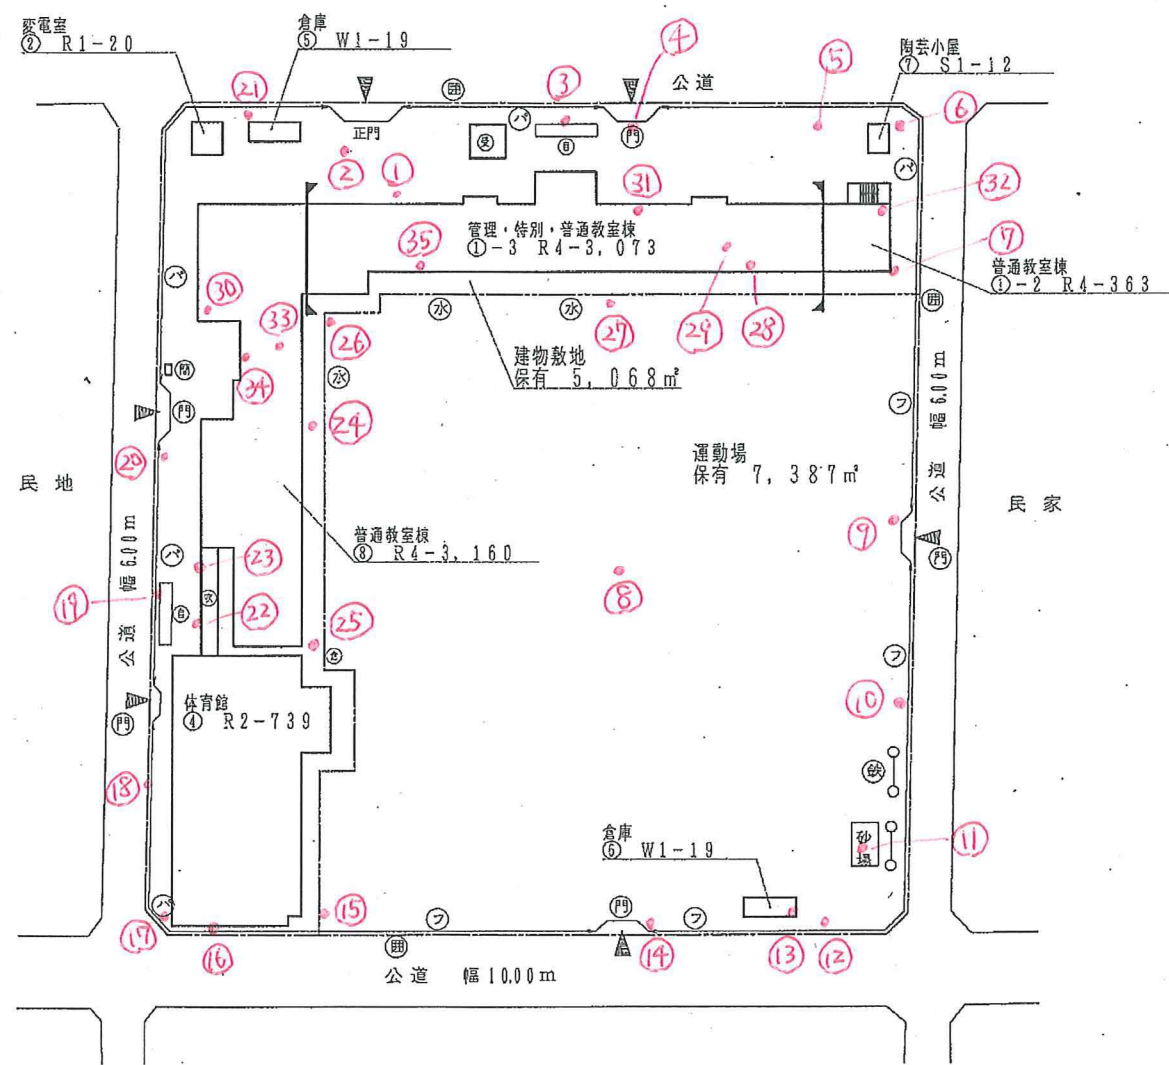 変電室
② R1-20
倉庫
⑤ W1-19
④
公道
⑤
陶芸小屋
⑦ S1-12
㉑
③
囲
バ
正門
受
自
門
⑥
バ
②
①
㉛
㉜
管理・特別・普通教室棟
①-3 R4-3,073
㉟
⑦
普通教室棟
①-2 R4-363
バ
㉚
㉝
㉖
水
水
㉗
㉙
㉘
囲
建物敷地
保有 5,068㎡
水
㉞
門
フ
公道 幅 6.00m
㉔
⑳
民地
運動場
保有 7,387㎡
民家
⑨
門
普通教室棟
⑧ R4-3,160
バ
㉓
⑧
公道 幅 6.00m
⑲
自
㉒
㉕
倉
フ
⑩
門
体育館
④ R2-739
⑱
鉄
倉庫
⑥ W1-19
砂場
⑪
バ
⑰
⑯
⑮
フ
囲
門
フ
⑭
⑬
⑫
公道 幅 10.00m